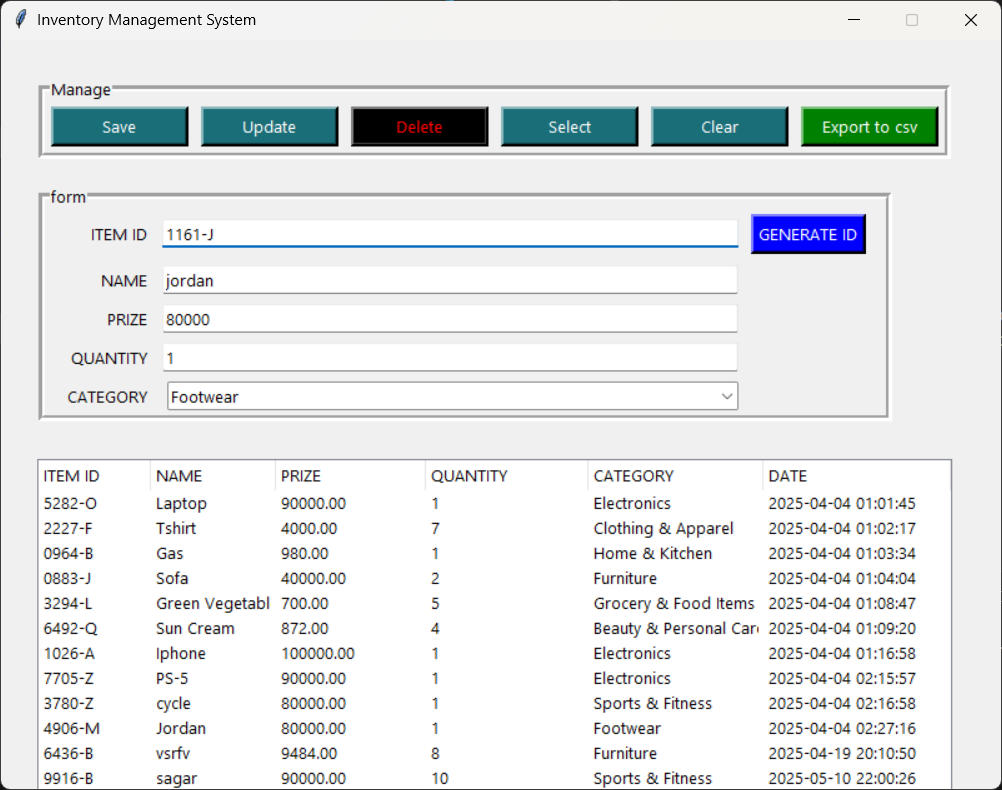 Inventory Management System
Manage
Save Update Delete Select Clear Export to csv
form
ITEM ID 1161-J GENERATE ID
NAME jordan
PRIZE 80000
QUANTITY 1
CATEGORY Footwear
ITEM ID NAME PRIZE QUANTITY CATEGORY DATE
5282-O Laptop 90000.00 1 Electronics 2025-04-04 01:01:45
2227-F Tshirt 4000.00 7 Clothing & Apparel 2025-04-04 01:02:17
0964-B Gas 980.00 1 Home & Kitchen 2025-04-04 01:03:34
0883-J Sofa 40000.00 2 Furniture 2025-04-04 01:04:04
3294-L Green Vegetabl 700.00 5 Grocery & Food Items 2025-04-04 01:08:47
6492-Q Sun Cream 872.00 4 Beauty & Personal Car 2025-04-04 01:09:20
1026-A Iphone 100000.00 1 Electronics 2025-04-04 01:16:58
7705-Z PS-5 90000.00 1 Electronics 2025-04-04 02:15:57
3780-Z cycle 80000.00 1 Sports & Fitness 2025-04-04 02:16:58
4906-M Jordan 80000.00 1 Footwear 2025-04-04 02:27:16
6436-B vsrfv 9484.00 8 Furniture 2025-04-19 20:10:50
9916-B sagar 90000.00 10 Sports & Fitness 2025-05-10 22:00:26